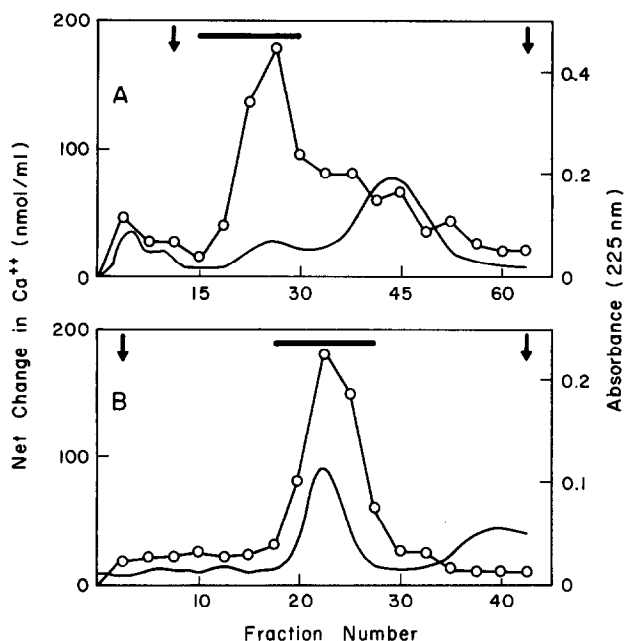 200
100
0
A
0.4
0.2
0
15 30 45 60
200
100
0
B
0.2
0.1
0
10 20 30 40
Net Change in Ca⁺⁺ (nmol/ml)
Absorbance (225 nm)
Fraction Number